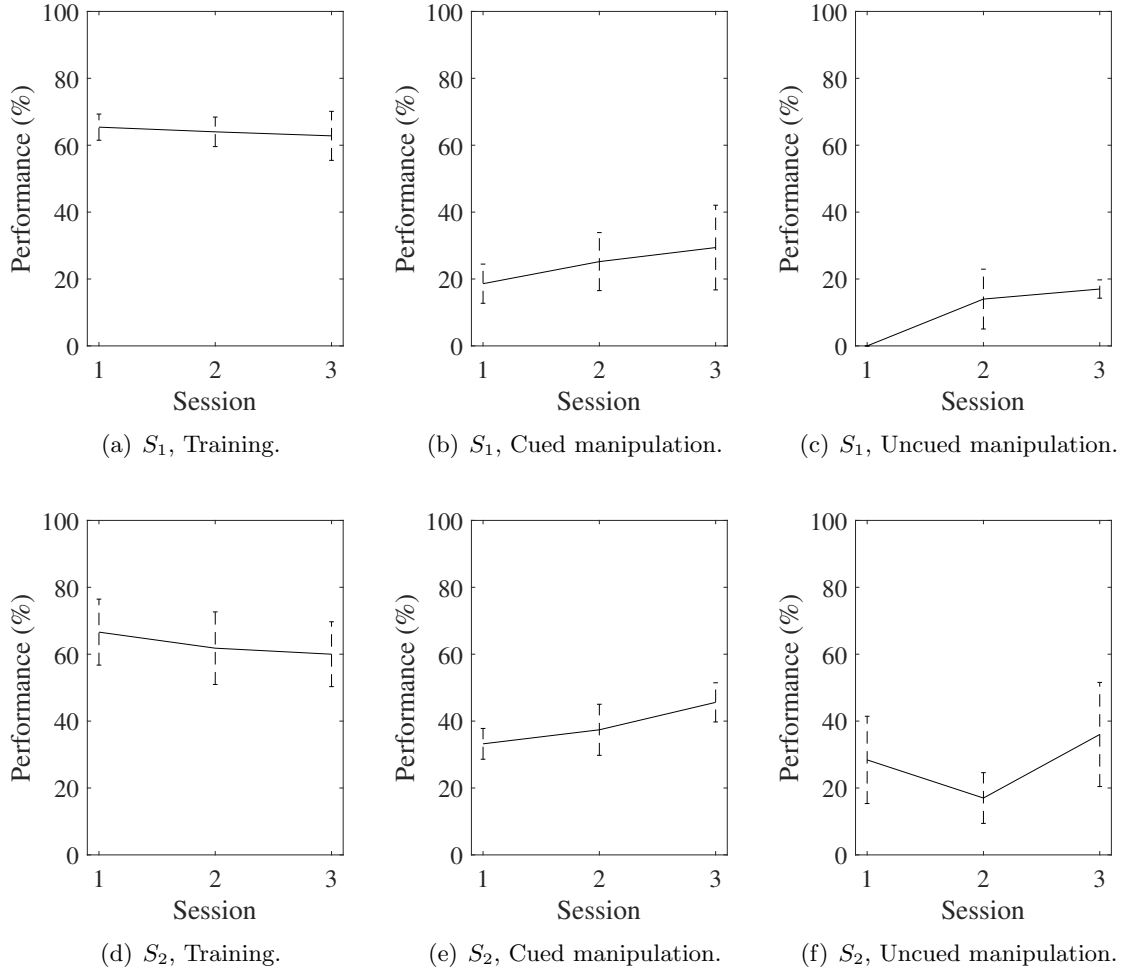 100
80
60
40
20
0
Performance (%)
1 2 3
Session
(a) S1, Training.
100
80
60
40
20
0
Performance (%)
1 2 3
Session
(b) S1, Cued manipulation.
100
80
60
40
20
0
Performance (%)
1 2 3
Session
(c) S1, Uncued manipulation.
100
80
60
40
20
0
Performance (%)
1 2 3
Session
(d) S2, Training.
100
80
60
40
20
0
Performance (%)
1 2 3
Session
(e) S2, Cued manipulation.
100
80
60
40
20
0
Performance (%)
1 2 3
Session
(f) S2, Uncued manipulation.